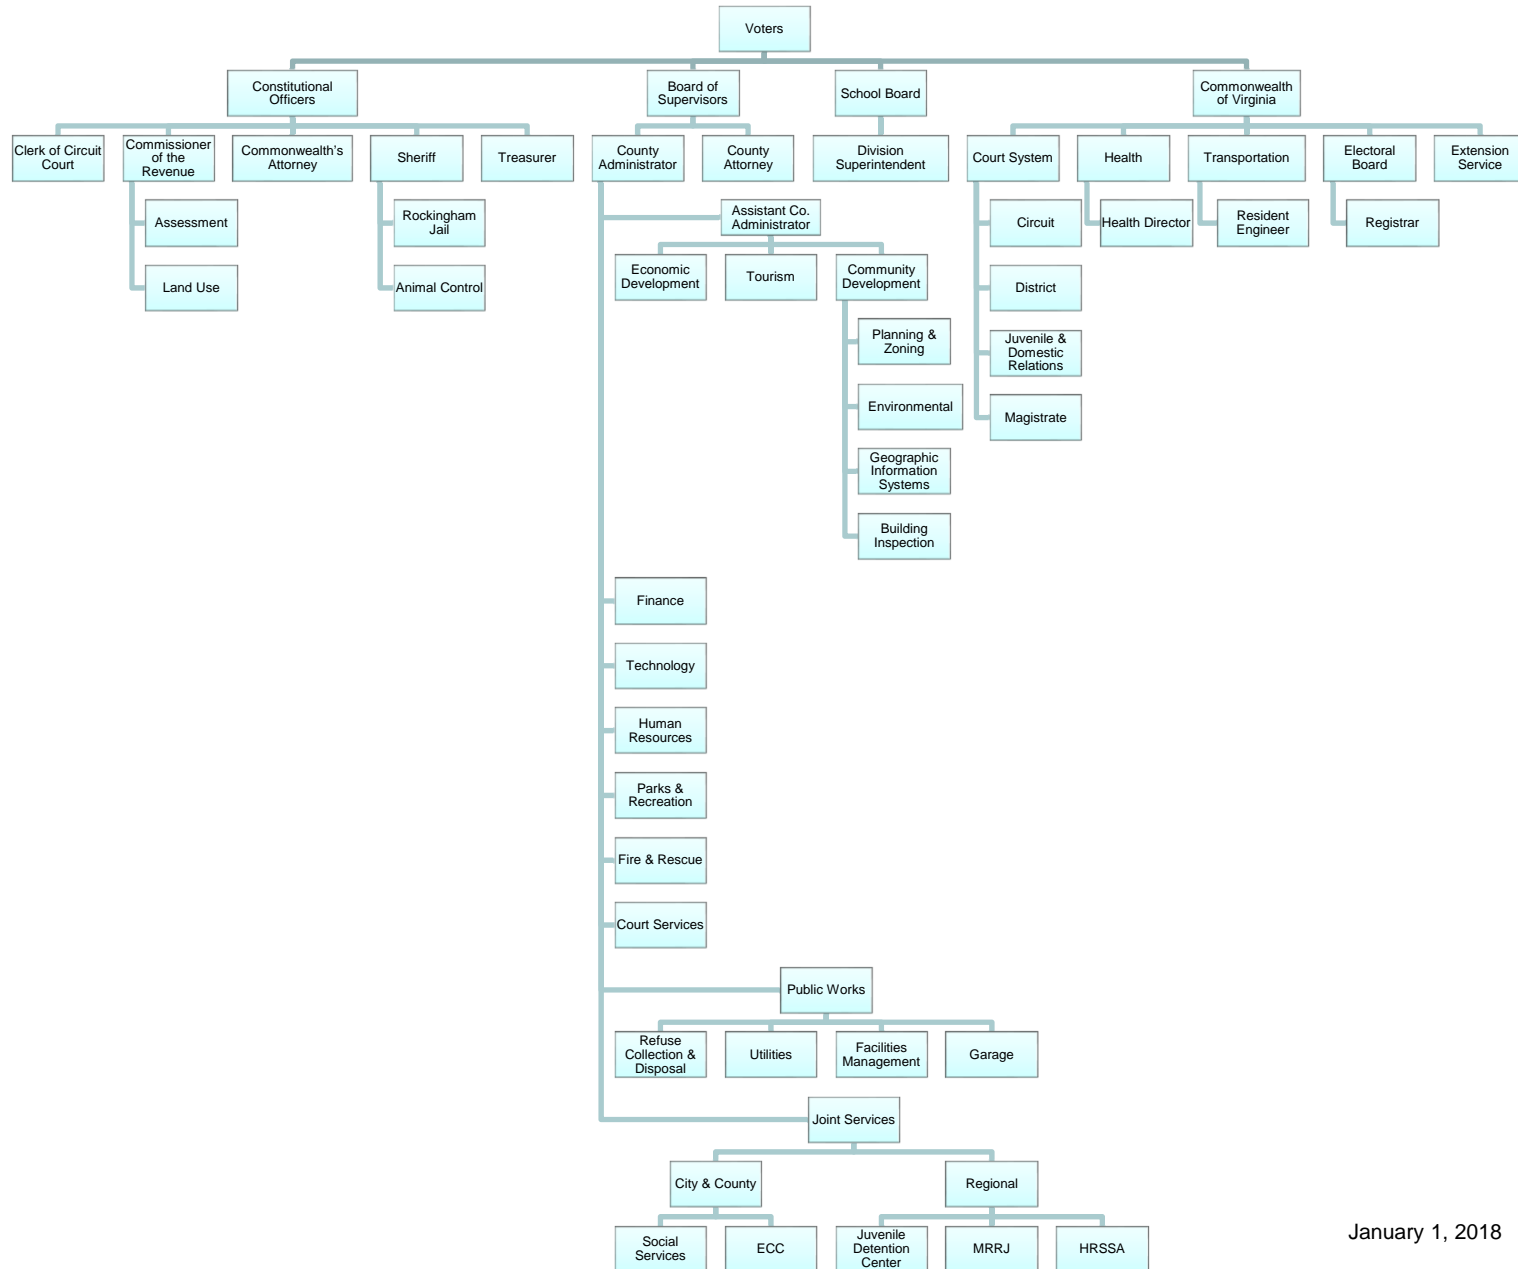 Voters
Constitutional
Officers
Board of
Supervisors
School Board
Commonwealth
of Virginia
Clerk of Circuit
Court
Commissioner
of the
Revenue
Commonwealth’s
Attorney
Sheriff
Treasurer
County
Administrator
County
Attorney
Division
Superintendent
Court System
Health
Transportation
Electoral
Board
Extension
Service
Assessment
Rockingham
Jail
Assistant Co.
Administrator
Circuit
Health Director
Resident
Engineer
Registrar
Land Use
Animal Control
Economic
Development
Tourism
Community
Development
District
Planning &
Zoning
Juvenile &
Domestic
Relations
Environmental
Magistrate
Geographic
Information
Systems
Building
Inspection
Finance
Technology
Human
Resources
Parks &
Recreation
Fire & Rescue
Court Services
Public Works
Refuse
Collection &
Disposal
Utilities
Facilities
Management
Garage
Joint Services
City & County
Regional
Social
Services
ECC
Juvenile
Detention
Center
MRRJ
HRSSA
January 1, 2018